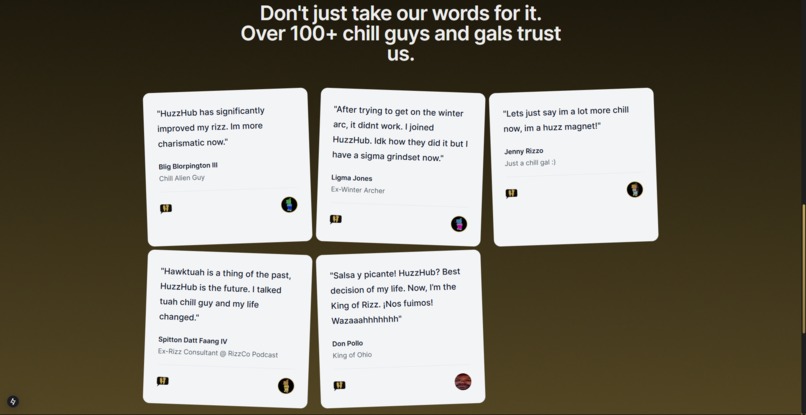 Don't just take our words for it.
Over 100+ chill guys and gals trust
us.
"HuzzHub has significantly
improved my rizz. Im more
charismatic now."
Blig Blorpington III
Chill Alien Guy
"After trying to get on the winter
arc, it didnt work. I joined
HuzzHub. Idk how they did it but I
have a sigma grindset now."
Ligma Jones
Ex-Winter Archer
"Lets just say im a lot more chill
now, im a huzz magnet!"
Jenny Rizzo
Just a chill gal :)
"Hawktuah is a thing of the past,
HuzzHub is the future. I talked
tuah chill guy and my life
changed."
Spitton Datt Faang IV
Ex-Rizz Consultant @ RizzCo Podcast
"Salsa y picante! HuzzHub? Best
decision of my life. Now, I'm the
King of Rizz. ¡Nos fuimos!
Wazaaahhhhhhh"
Don Pollo
King of Ohio